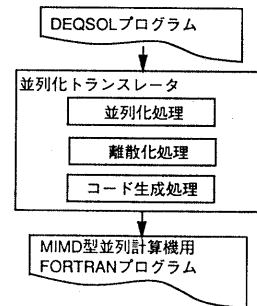 DEQSOLプログラム
並列化トランスレータ
並列化処理
離散化処理
コード生成処理
MIMD型並列計算機用
FORTRANプログラム